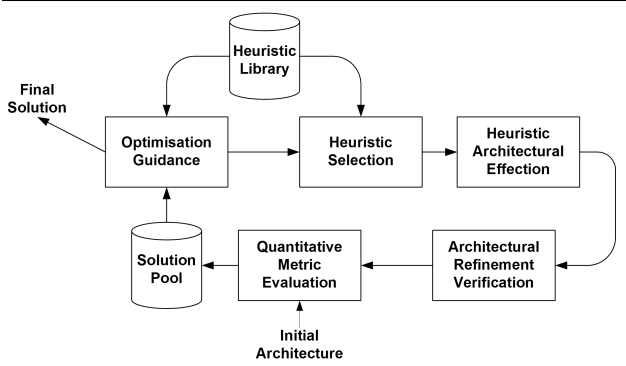 Heuristic
Library
Final
Solution
Optimisation
Guidance
Heuristic
Selection
Heuristic
Architectural
Effection
Solution
Pool
Quantitative
Metric
Evaluation
Architectural
Refinement
Verification
Initial
Architecture